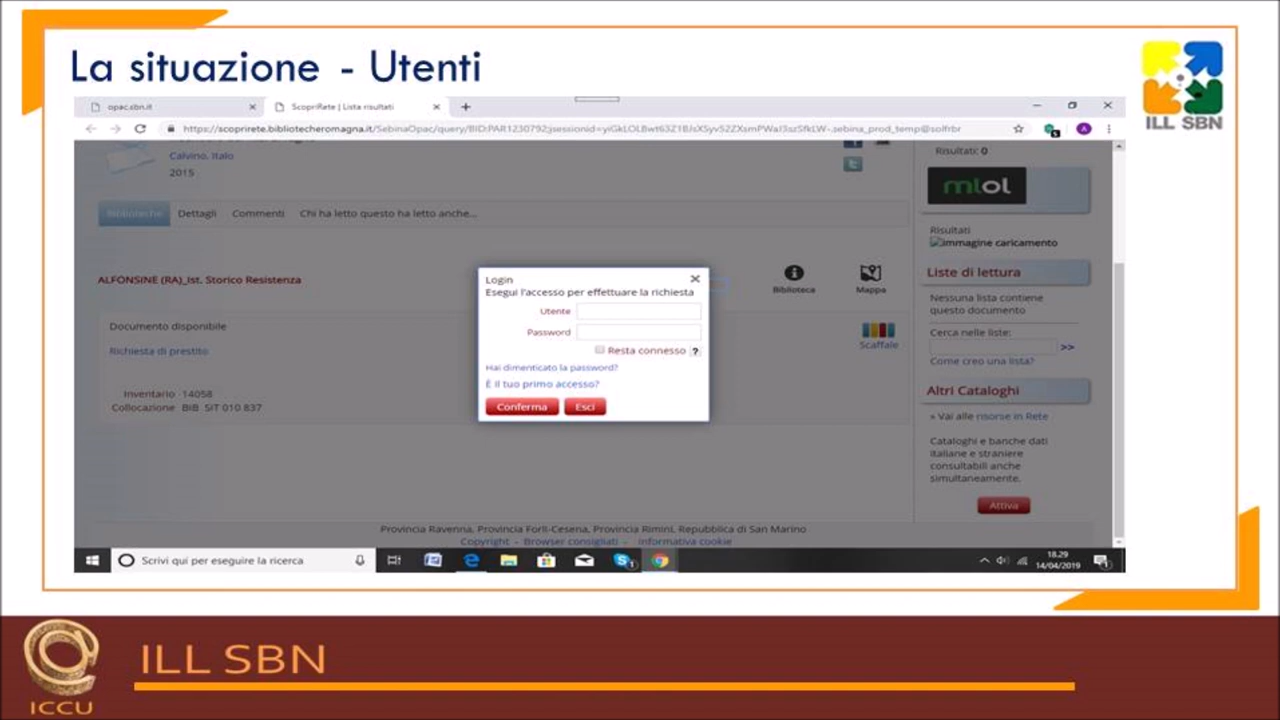 La situazione - Utenti
ILL SBN
opac.sbn.it
ScopriRete | Lista risultati
https://scoprirete.bibliotecheromagna.it/SebinaOpac/query/BID:PAR1230792;jsessionid=
Calvino, Italo
2015
Biblioteche Dettagli Commenti Chi ha letto questo ha letto anche...
ALFONSINE (RA)_Ist. Storico Resistenza
Biblioteca
Mappa
Documento disponibile
Richiesta di prestito
Scaffale
Inventario 14058
Collocazione BIB SIT 010 837
Login
Esegui l'accesso per effettuare la richiesta
Utente
Password
Resta connesso ?
Hai dimenticato la password?
È il tuo primo accesso?
Conferma Esci
Risultati: 0
mlol
Risultati
immagine caricamento
Liste di lettura
Nessuna lista contiene
questo documento
Cerca nelle liste:
>>
Come creo una lista?
Altri Cataloghi
» Vai alle risorse in Rete
Cataloghi e banche dati
italiane e straniere
consultabili anche
simultaneamente.
Attiva
Provincia Ravenna, Provincia Forlì-Cesena, Provincia Rimini, Repubblica di San Marino
Copyright - Browser consigliati - Informativa cookie
Scrivi qui per eseguire la ricerca
18.29
14/04/2019
ICCU
ILL SBN